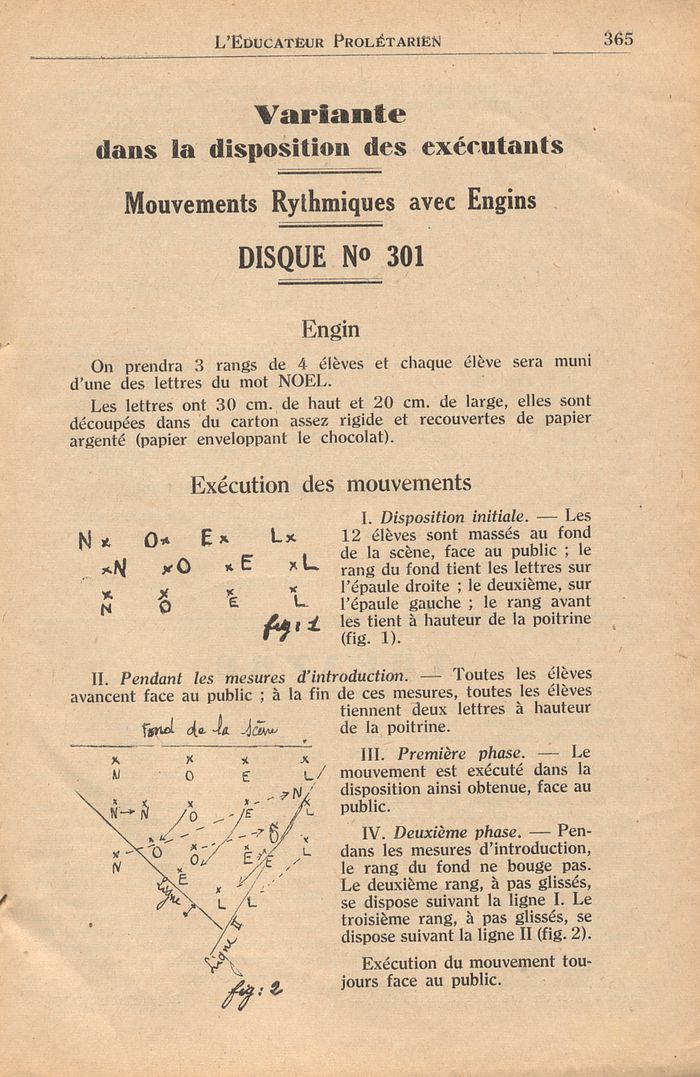 L'EDUCATEUR PROLÉTARIEN 365
Variante
dans la disposition des exécutants
Mouvements Rythmiques avec Engins
DISQUE No 301
Engin
On prendra 3 rangs de 4 élèves et chaque élève sera muni
d'une des lettres du mot NOEL.
Les lettres ont 30 cm. de haut et 20 cm. de large, elles sont
découpées dans du carton assez rigide et recouvertes de papier
argenté (papier enveloppant le chocolat).
Exécution des mouvements
N x O x E x L x
x N x O x E x L
x x x x
N O E L
fig: 1
I. Disposition initiale. — Les
12 élèves sont massés au fond
de la scène, face au public ; le
rang du fond tient les lettres sur
l'épaule droite ; le deuxième, sur
l'épaule gauche ; le rang avant
les tient à hauteur de la poitrine
(fig. 1).
II. Pendant les mesures d'introduction. — Toutes les élèves
avancent face au public ; à la fin de ces mesures, toutes les élèves
tiennent deux lettres à hauteur
de la poitrine.
Fond de la Scène
x x x x
N O E L
x x x x N x
N N O E L
x x x O x
N O O E E L
x x x
E L L
ligne I
ligne II
fig: 2
III. Première phase. — Le
mouvement est exécuté dans la
disposition ainsi obtenue, face au
public.
IV. Deuxième phase. — Pen-
dans les mesures d'introduction,
le rang du fond ne bouge pas.
Le deuxième rang, à pas glissés,
se dispose suivant la ligne I. Le
troisième rang, à pas glissés, se
dispose suivant la ligne II (fig. 2).
Exécution du mouvement tou-
jours face au public.